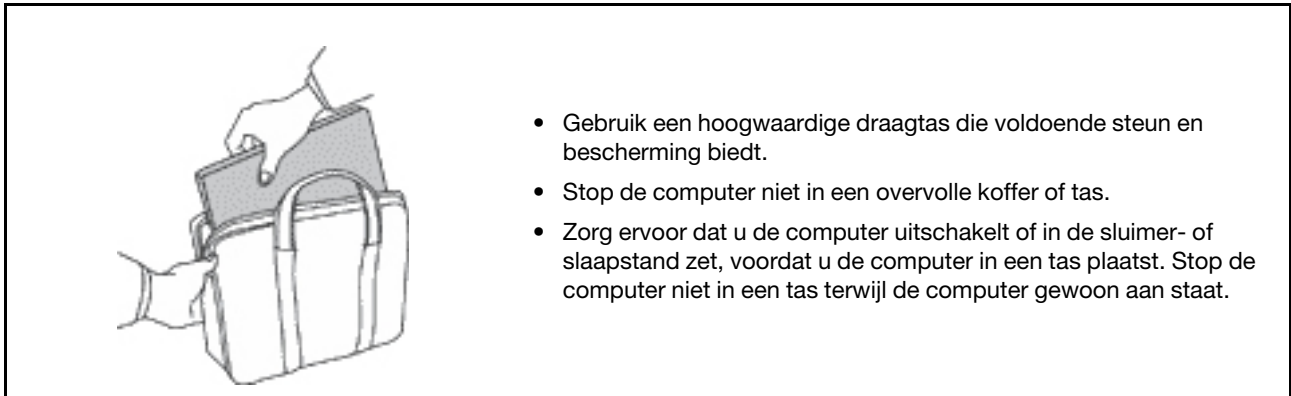 • Gebruik een hoogwaardige draagtas die voldoende steun en
bescherming biedt.
• Stop de computer niet in een overvolle koffer of tas.
• Zorg ervoor dat u de computer uitschakelt of in de sluimer- of
slaapstand zet, voordat u de computer in een tas plaatst. Stop de
computer niet in een tas terwijl de computer gewoon aan staat.